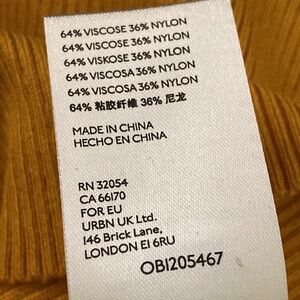 64% VISCOSE 36% NYLON
64% VISCOSE 36% NYLON
64% VISKOSE 36% NYLON
64% VISCOSA 36% NYLON
64% VISCOSA 36% NYLON
64% 粘胶纤维 36% 尼龙
MADE IN CHINA
HECHO EN CHINA
RN 32054
CA 66170
FOR EU
URBN UK Ltd.
146 Brick Lane,
LONDON E1 6RU
OB1205467